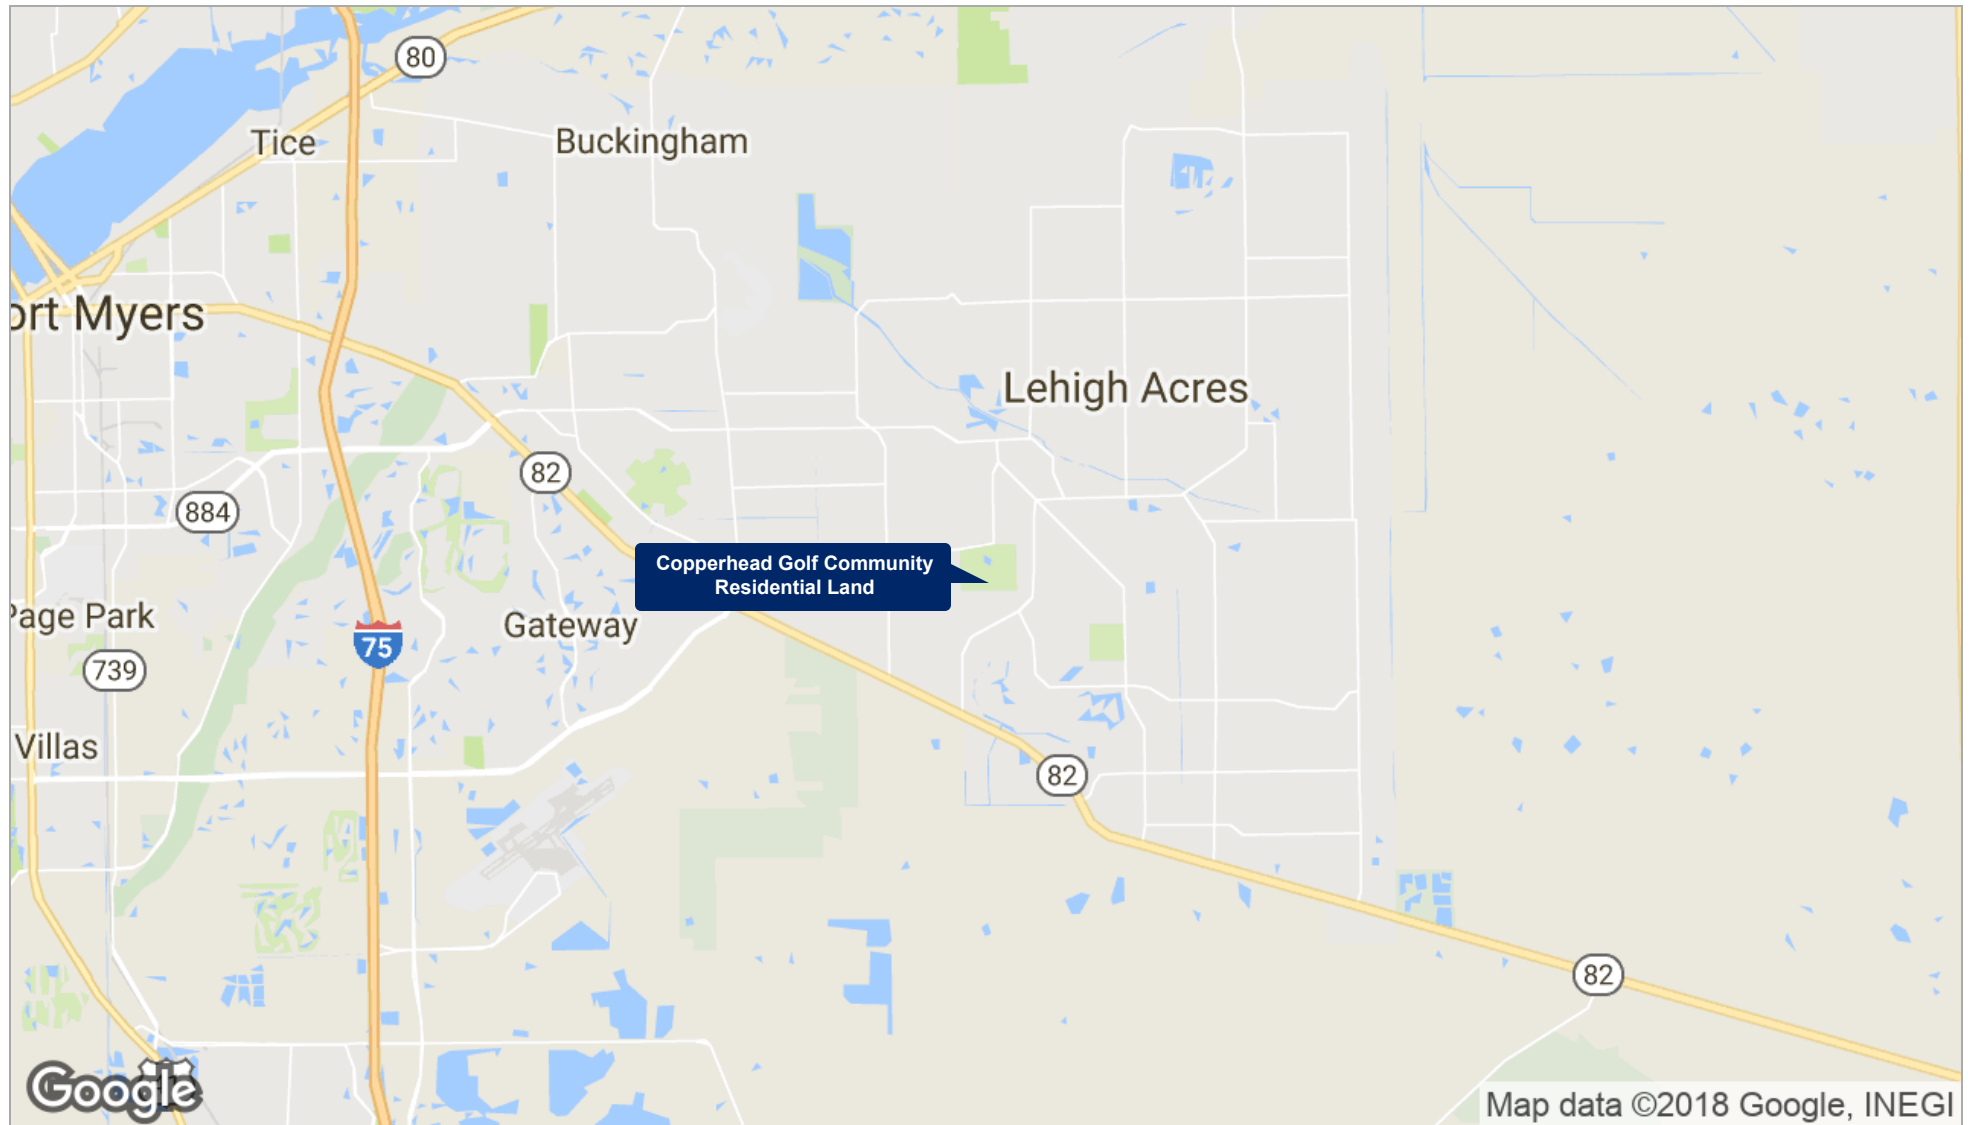 80
Tice
Buckingham
ort Myers
Lehigh Acres
82
884
Copperhead Golf Community
Residential Land
Page Park
Gateway
75
739
Villas
82
82
Google
Map data ©2018 Google, INEGI